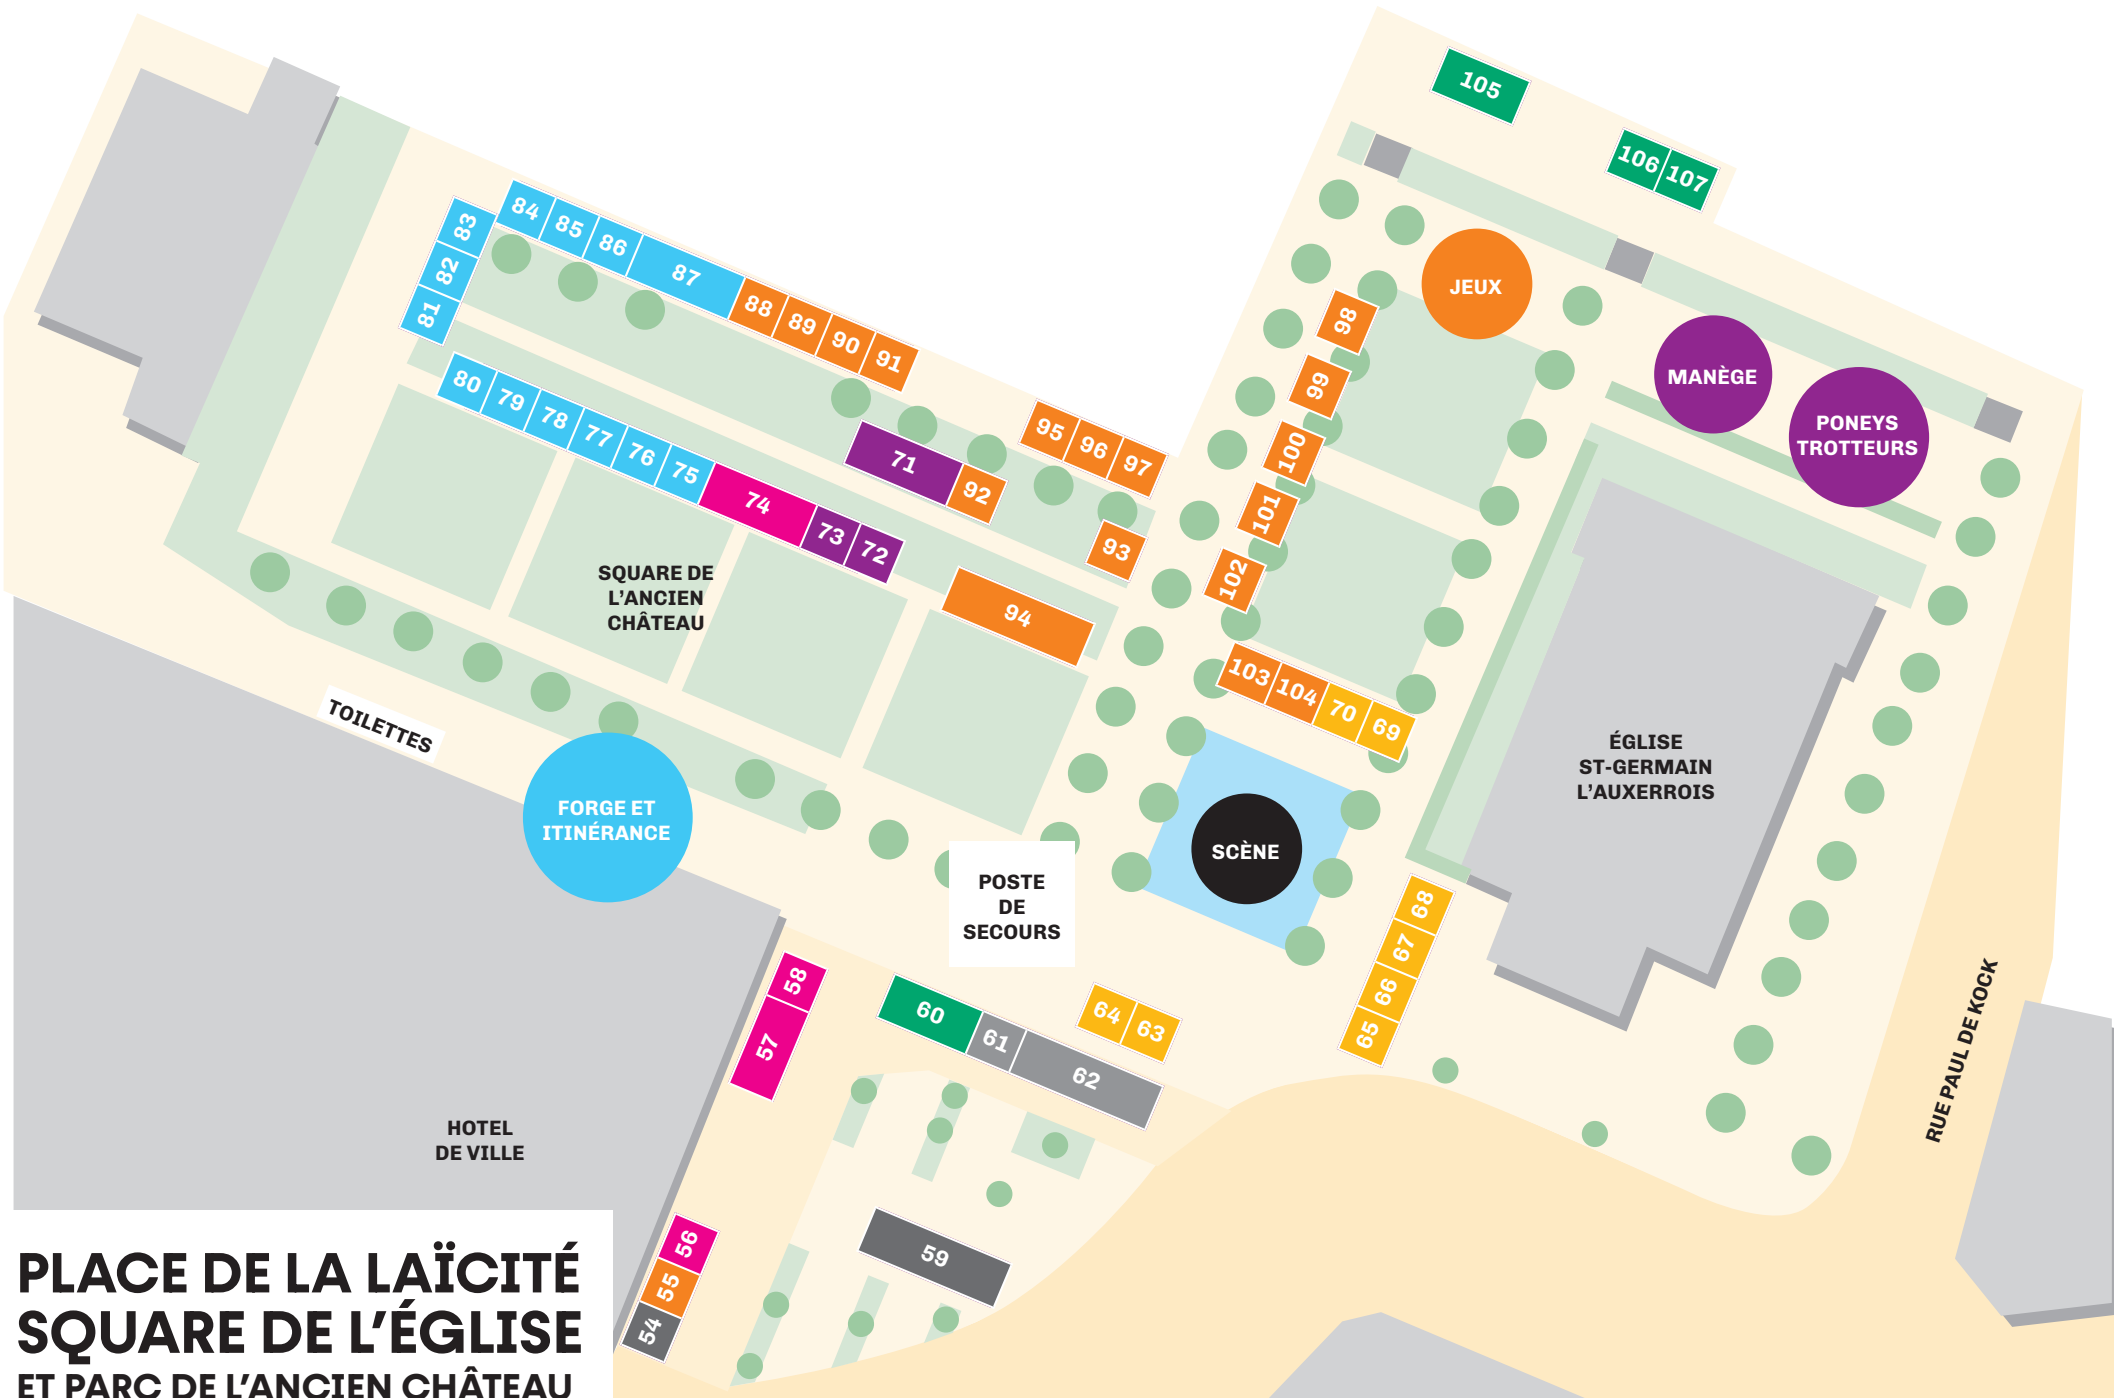 105
106
107
84
85
86
87
88
89
90
91
83
82
81
80
79
78
77
76
75
74
73
72
71
92
95
96
97
93
94
98
99
100
101
102
103
104
70
69
JEUX
MANÈGE
PONEYS
TROTTEURS
SQUARE DE
L'ANCIEN
CHÂTEAU
TOILETTES
FORGE ET
ITINÉRANCE
SCÈNE
ÉGLISE
ST-GERMAIN
L'AUXERROIS
POSTE
DE
SECOURS
68
67
66
65
64
63
60
61
62
58
57
RUE PAUL DE KOCK
HOTEL
DE VILLE
56
55
54
59
PLACE DE LA LAÏCITÉ
SQUARE DE L'ÉGLISE
ET PARC DE L'ANCIEN CHÂTEAU